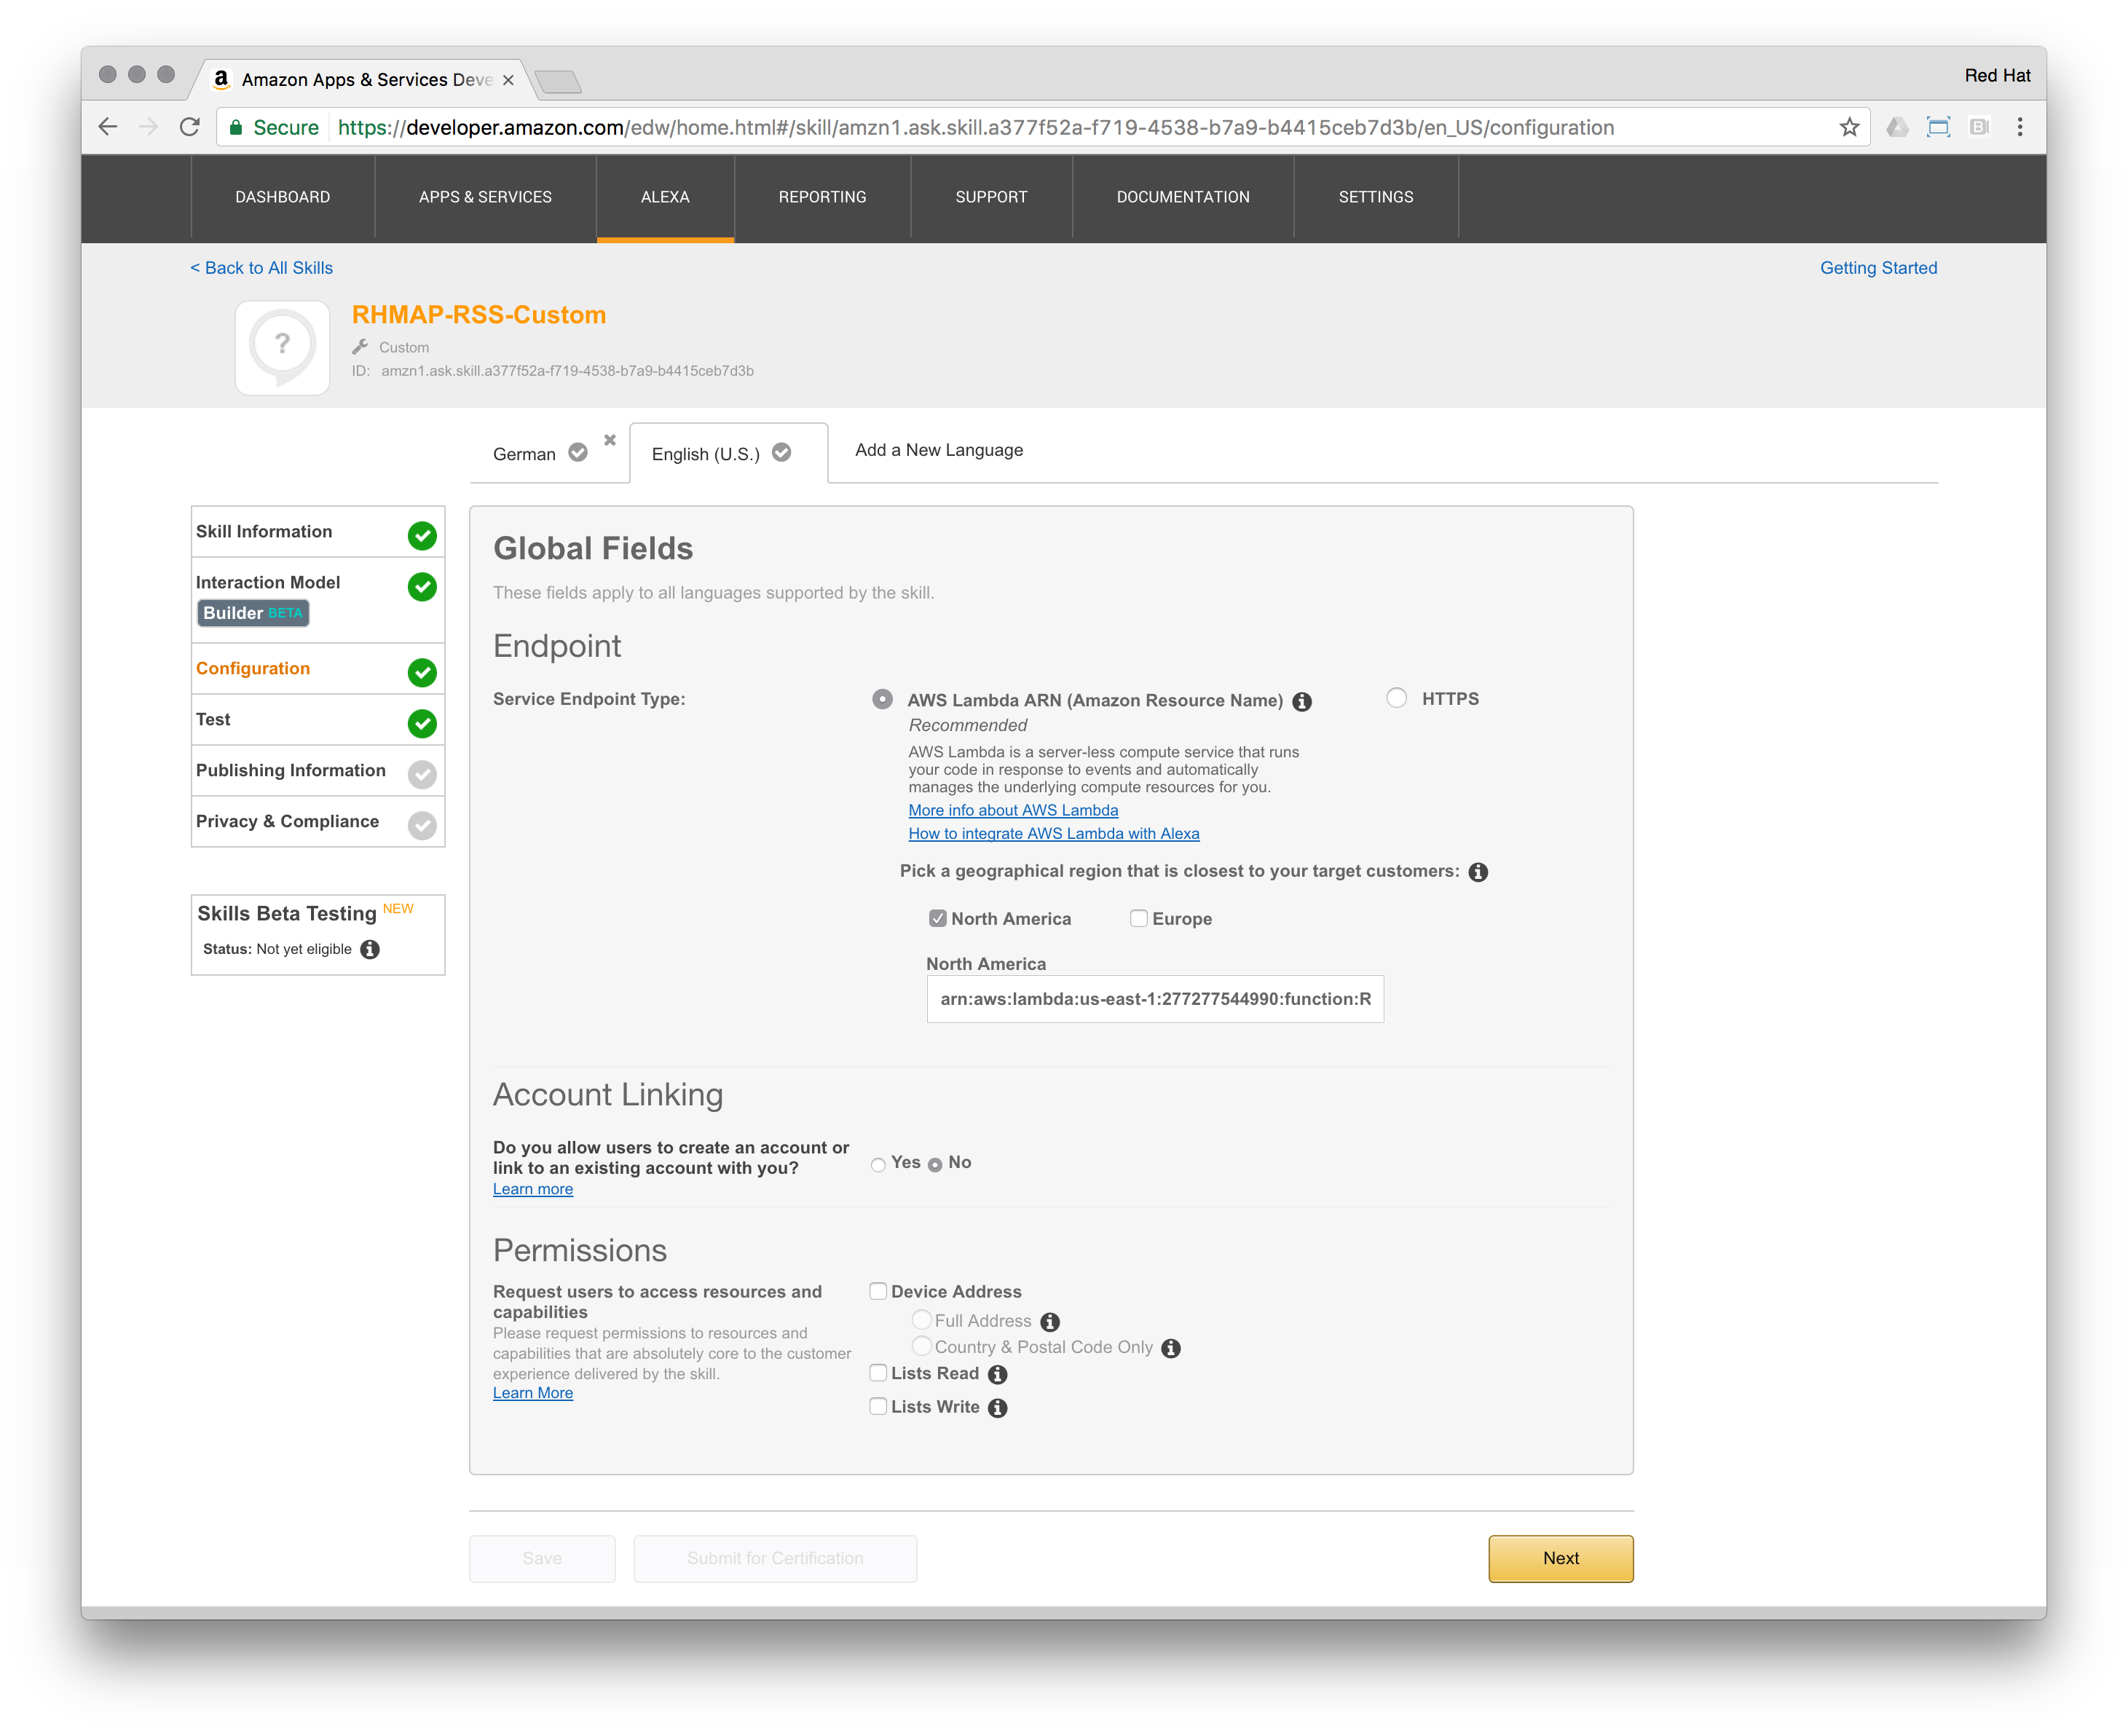 Amazon Apps & Services Deve
Red Hat
Secure https://developer.amazon.com/edw/home.html#/skill/amzn1.ask.skill.a377f52a-f719-4538-b7a9-b4415ceb7d3b/en_US/configuration
DASHBOARD APPS & SERVICES ALEXA REPORTING SUPPORT DOCUMENTATION SETTINGS
< Back to All Skills
Getting Started
RHMAP-RSS-Custom
Custom
ID: amzn1.ask.skill.a377f52a-f719-4538-b7a9-b4415ceb7d3b
German
English (U.S.)
Add a New Language
Skill Information
Interaction Model
Builder BETA
Configuration
Test
Publishing Information
Privacy & Compliance
Skills Beta Testing NEW
Status: Not yet eligible
Global Fields
These fields apply to all languages supported by the skill.
Endpoint
Service Endpoint Type:
AWS Lambda ARN (Amazon Resource Name)
HTTPS
Recommended
AWS Lambda is a server-less compute service that runs
your code in response to events and automatically
manages the underlying compute resources for you.
More info about AWS Lambda
How to integrate AWS Lambda with Alexa
Pick a geographical region that is closest to your target customers:
North America
Europe
North America
arn:aws:lambda:us-east-1:277277544990:function:R
Account Linking
Do you allow users to create an account or
link to an existing account with you?
Yes No
Learn more
Permissions
Request users to access resources and
capabilities
Please request permissions to resources and
capabilities that are absolutely core to the customer
experience delivered by the skill.
Learn More
Device Address
Full Address
Country & Postal Code Only
Lists Read
Lists Write
Save
Submit for Certification
Next